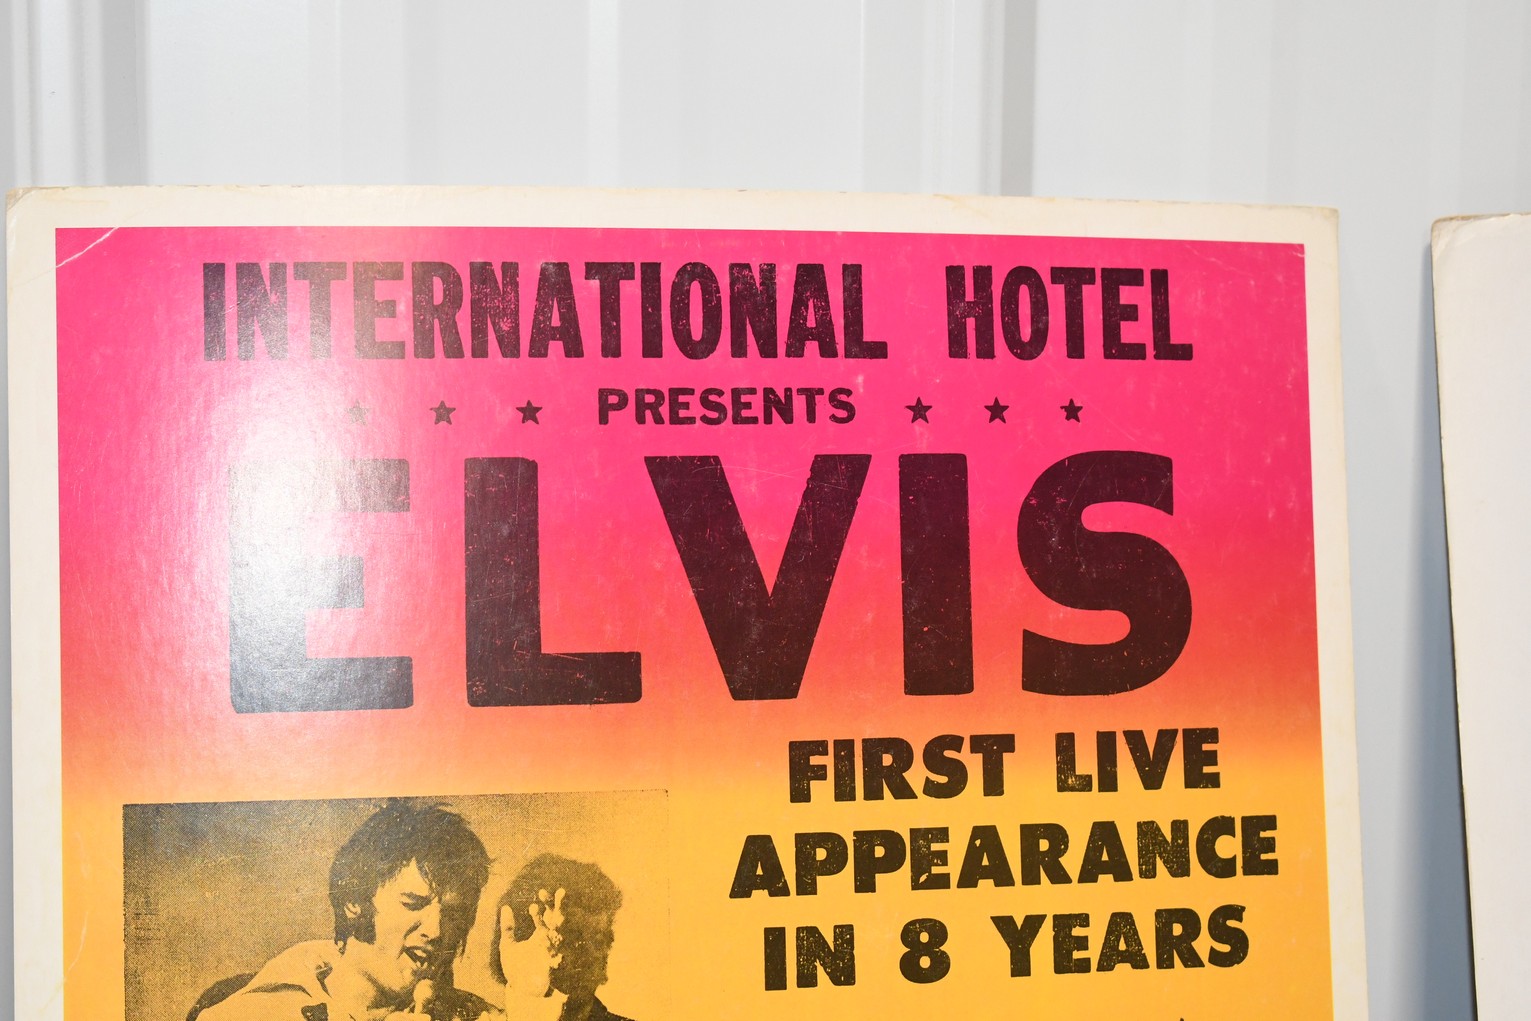 INTERNATIONAL HOTEL
★ ★ ★ PRESENTS ★ ★ ★
ELVIS
FIRST LIVE
APPEARANCE
IN 8 YEARS